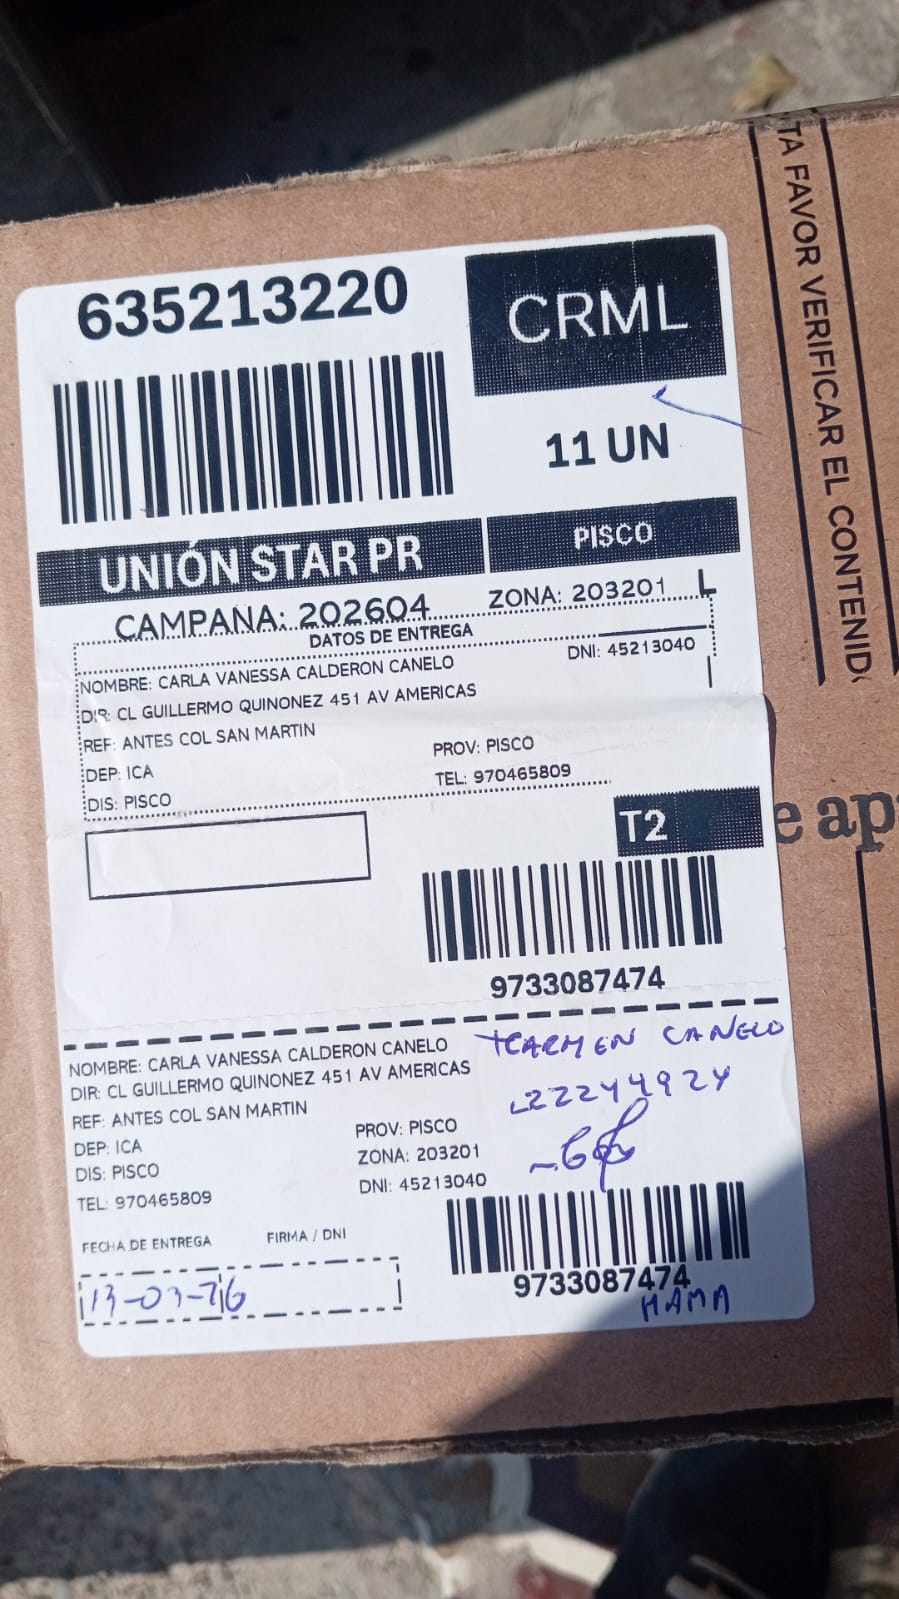 635213220
CRML
11 UN
UNIÓN STAR PR
PISCO
CAMPAÑA: 202604
ZONA: 203201 L
DATOS DE ENTREGA
NOMBRE: CARLA VANESSA CALDERON CANELO
DNI: 45213040
DIR: CL GUILLERMO QUINONEZ 451 AV AMERICAS
REF: ANTES COL SAN MARTIN
DEP: ICA
PROV: PISCO
DIS: PISCO
TEL: 970465809
T2
9733087474
NOMBRE: CARLA VANESSA CALDERON CANELO
DIR: CL GUILLERMO QUINONEZ 451 AV AMERICAS
REF: ANTES COL SAN MARTIN
DEP: ICA
PROV: PISCO
DIS: PISCO
ZONA: 203201
TEL: 970465809
DNI: 45213040
CARMEN CANELO
22244924
FECHA DE ENTREGA
FIRMA / DNI
13-03-26
9733087474
MAMA
TA FAVOR VERIFICAR EL CONTENID
e ap